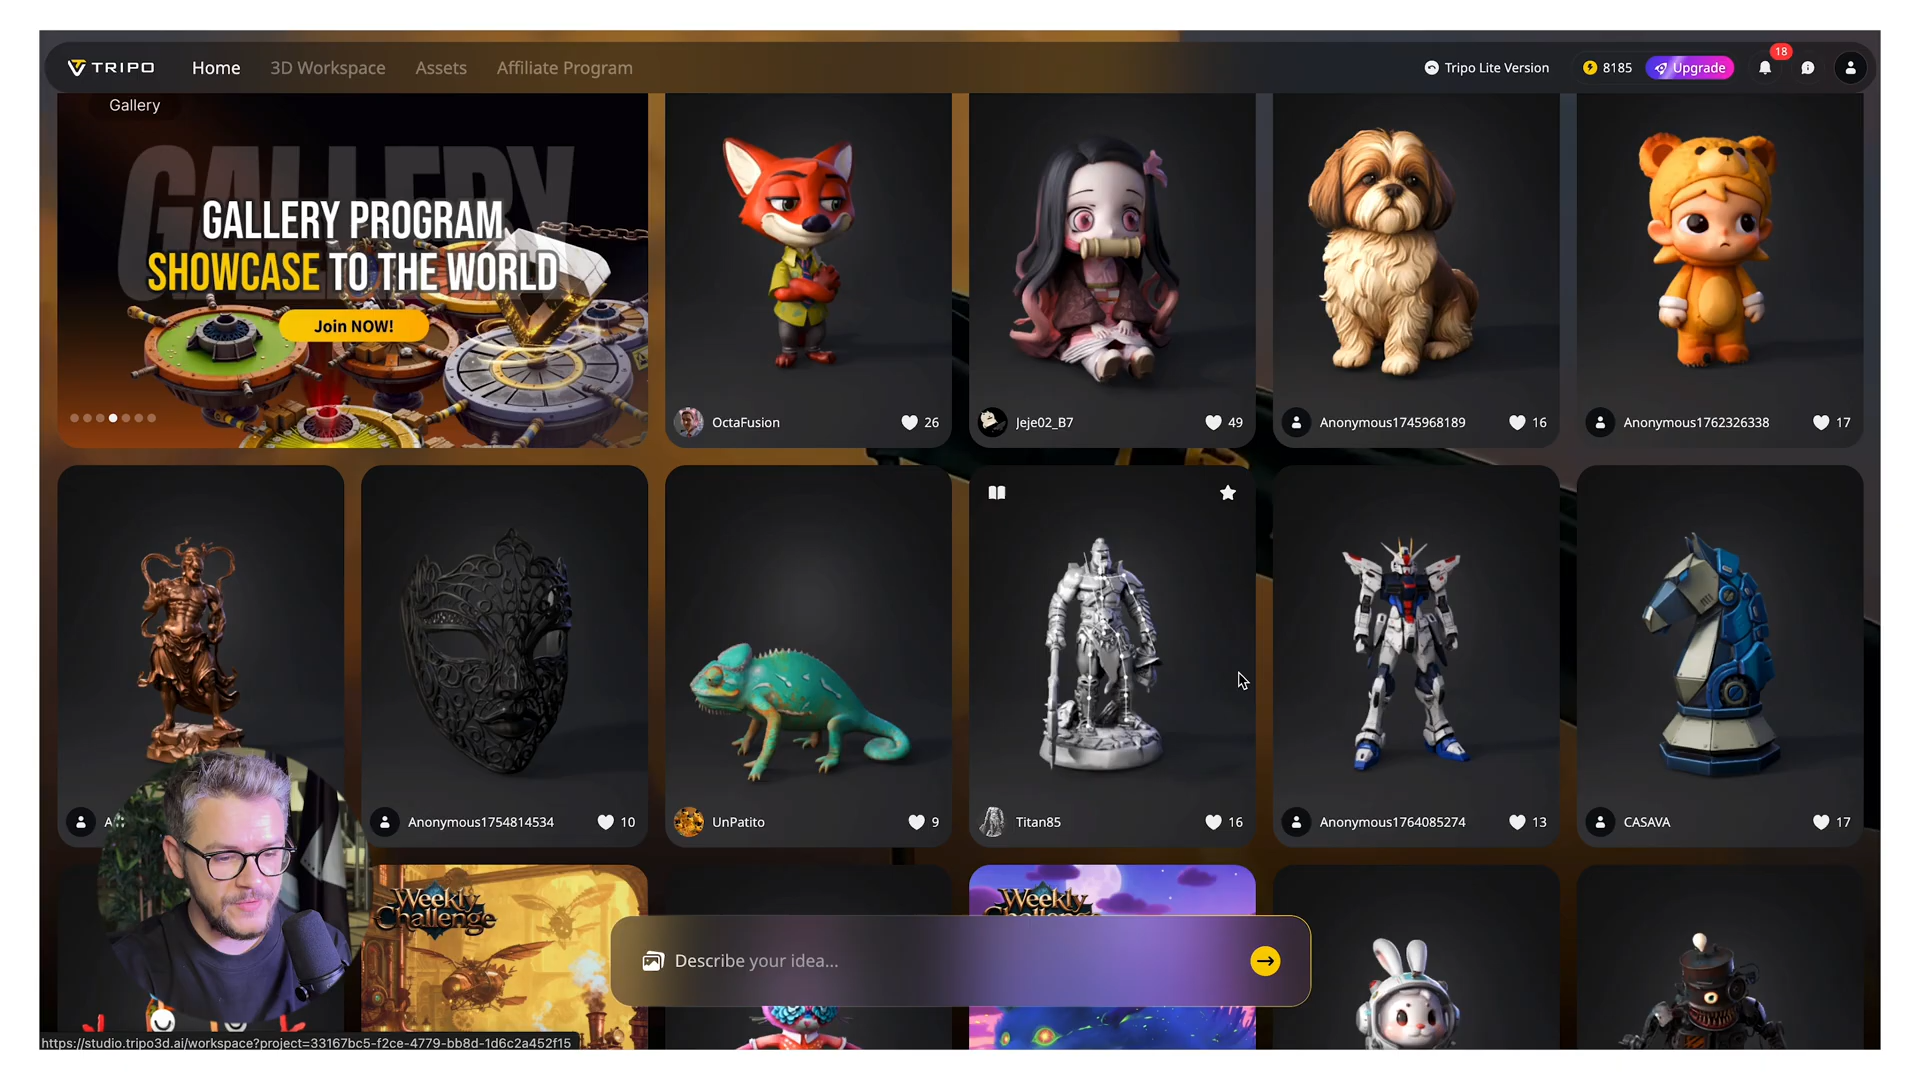 TRIPO
Home
3D Workspace
Assets
Affiliate Program
Tripo Lite Version
8185
Upgrade
18
Gallery
GALLERY
GALLERY PROGRAM
SHOWCASE TO THE WORLD
Join NOW!
OctaFusion
26
Jeje02_B7
49
Anonymous1745968189
16
Anonymous1762326338
17
Anonymous1754814534
10
UnPatito
9
Titan85
16
Anonymous1764085274
13
CASAVA
17
Weekly
Challenge
Weekly
Challenge
Describe your idea...
https://studio.tripo3d.ai/workspace?project=33167bc5-f2ce-4779-bb8d-1d6c2a452f15